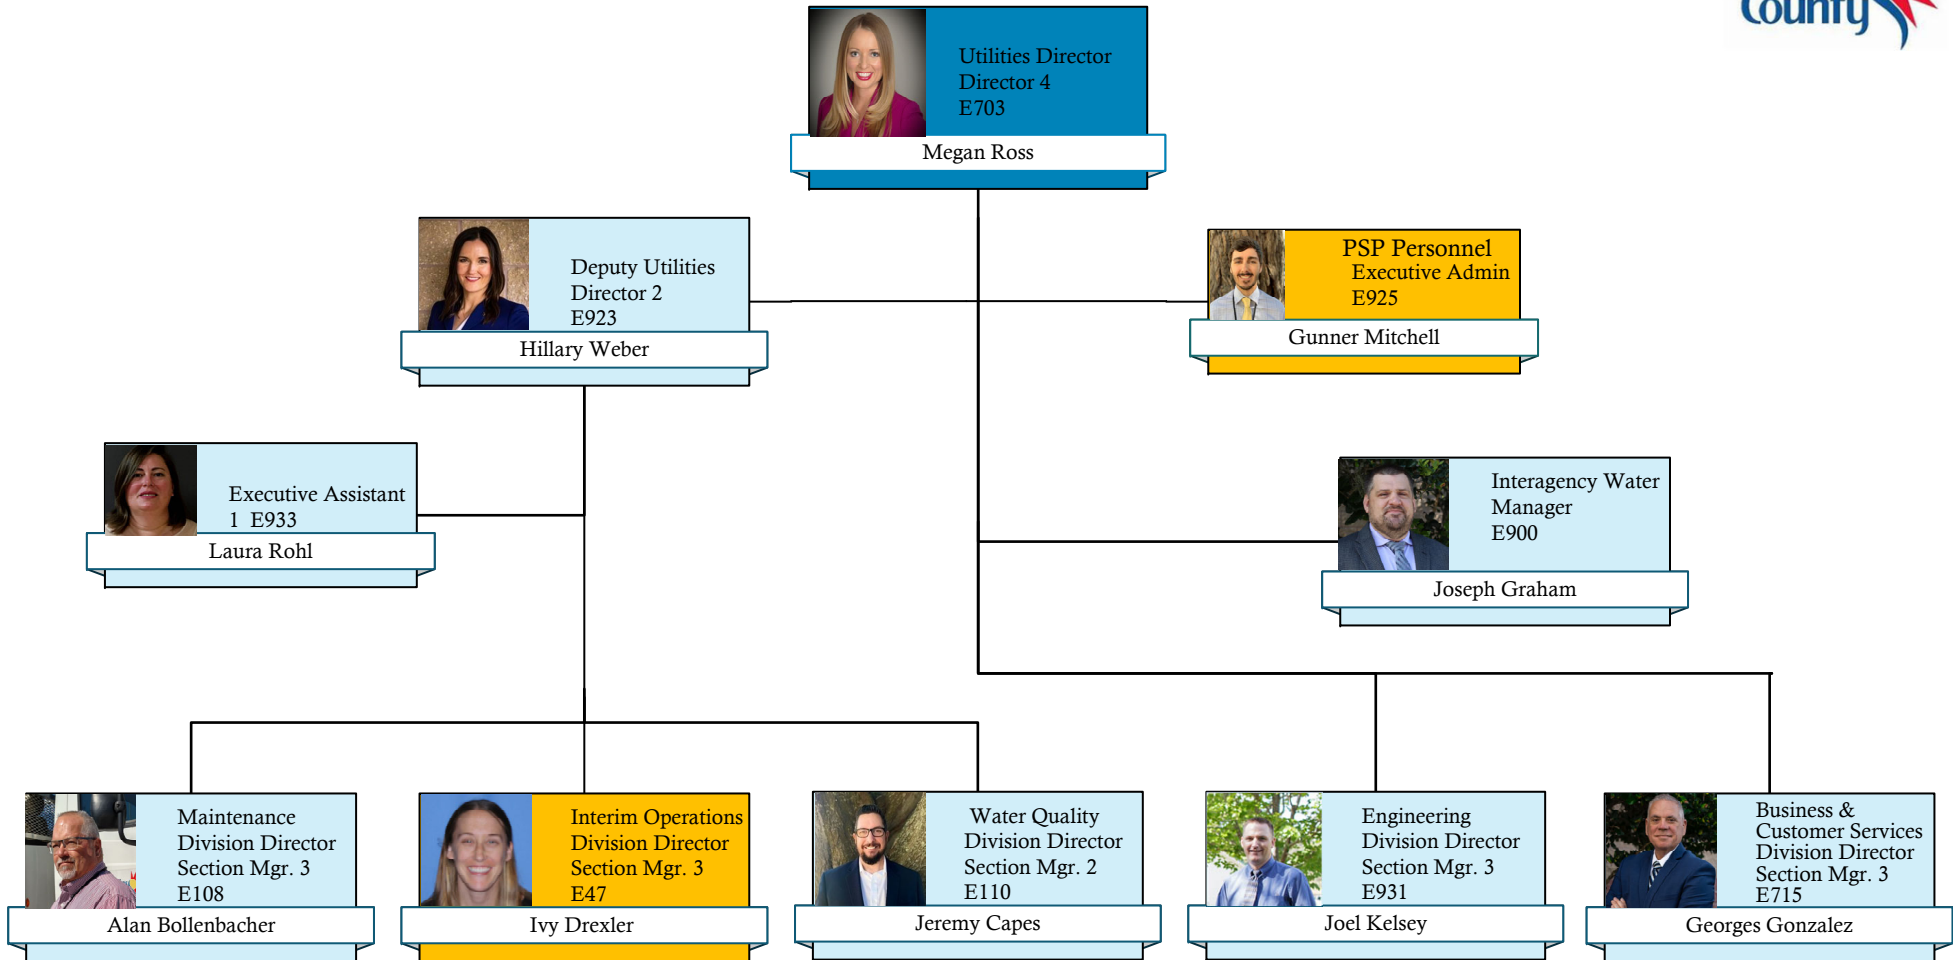 County
Utilities Director
Director 4
E703
Megan Ross
Deputy Utilities
Director 2
E923
Hillary Weber
PSP Personnel
Executive Admin
E925
Gunner Mitchell
Executive Assistant
1 E933
Laura Rohl
Interagency Water
Manager
E900
Joseph Graham
Maintenance
Division Director
Section Mgr. 3
E108
Alan Bollenbacher
Interim Operations
Division Director
Section Mgr. 3
E47
Ivy Drexler
Water Quality
Division Director
Section Mgr. 2
E110
Jeremy Capes
Engineering
Division Director
Section Mgr. 3
E931
Joel Kelsey
Business &
Customer Services
Division Director
Section Mgr. 3
E715
Georges Gonzalez